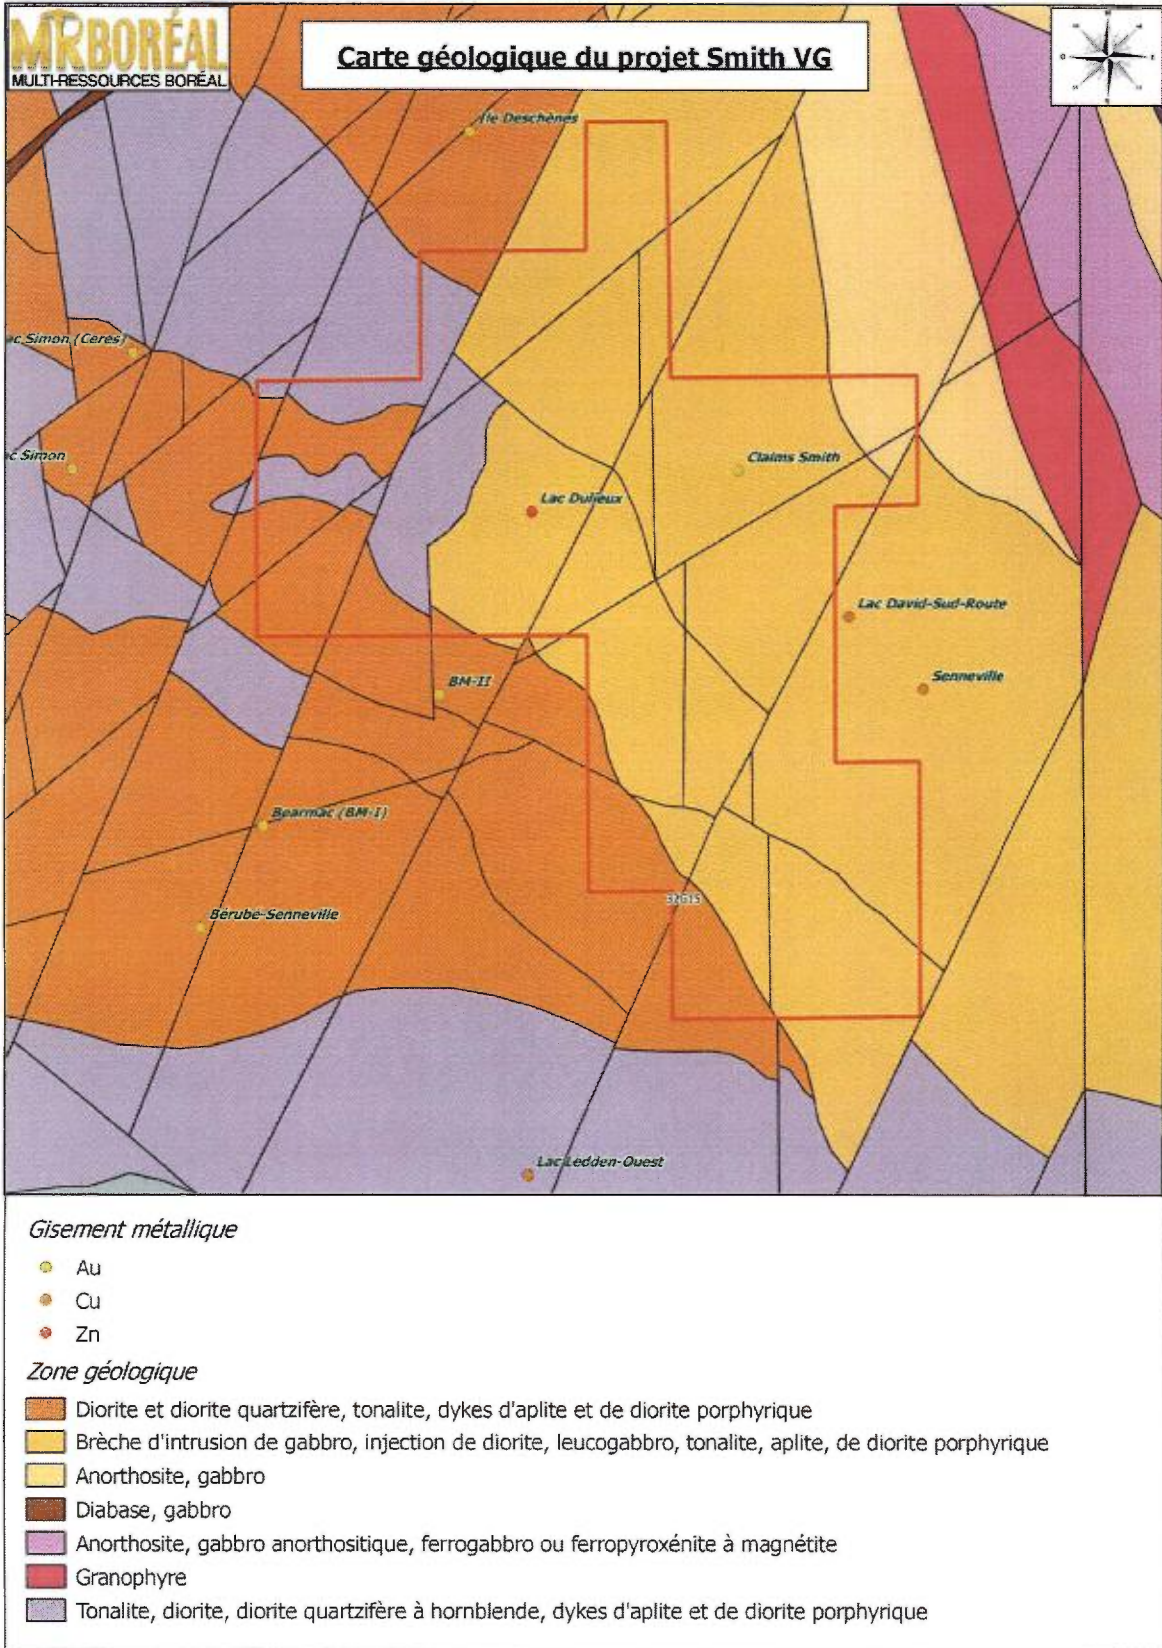 MRBORÉAL
MULTI-RESSOURCES BORÉAL
Carte géologique du projet Smith VG
Île Deschênes
ac Simon (Ceres)
Claims Smith
ac Simon
Lac Dulieux
Lac David-Sud-Route
Senneville
BM-II
Bearmac (BM-I)
32G15
Bérubé-Senneville
Lac Ledden-Ouest
Gisement métallique
Au
Cu
Zn
Zone géologique
Diorite et diorite quartzifère, tonalite, dykes d'aplite et de diorite porphyrique
Brèche d'intrusion de gabbro, injection de diorite, leucogabbro, tonalite, aplite, de diorite porphyrique
Anorthosite, gabbro
Diabase, gabbro
Anorthosite, gabbro anorthositique, ferrogabbro ou ferropyroxénite à magnétite
Granophyre
Tonalite, diorite, diorite quartzifère à hornblende, dykes d'aplite et de diorite porphyrique